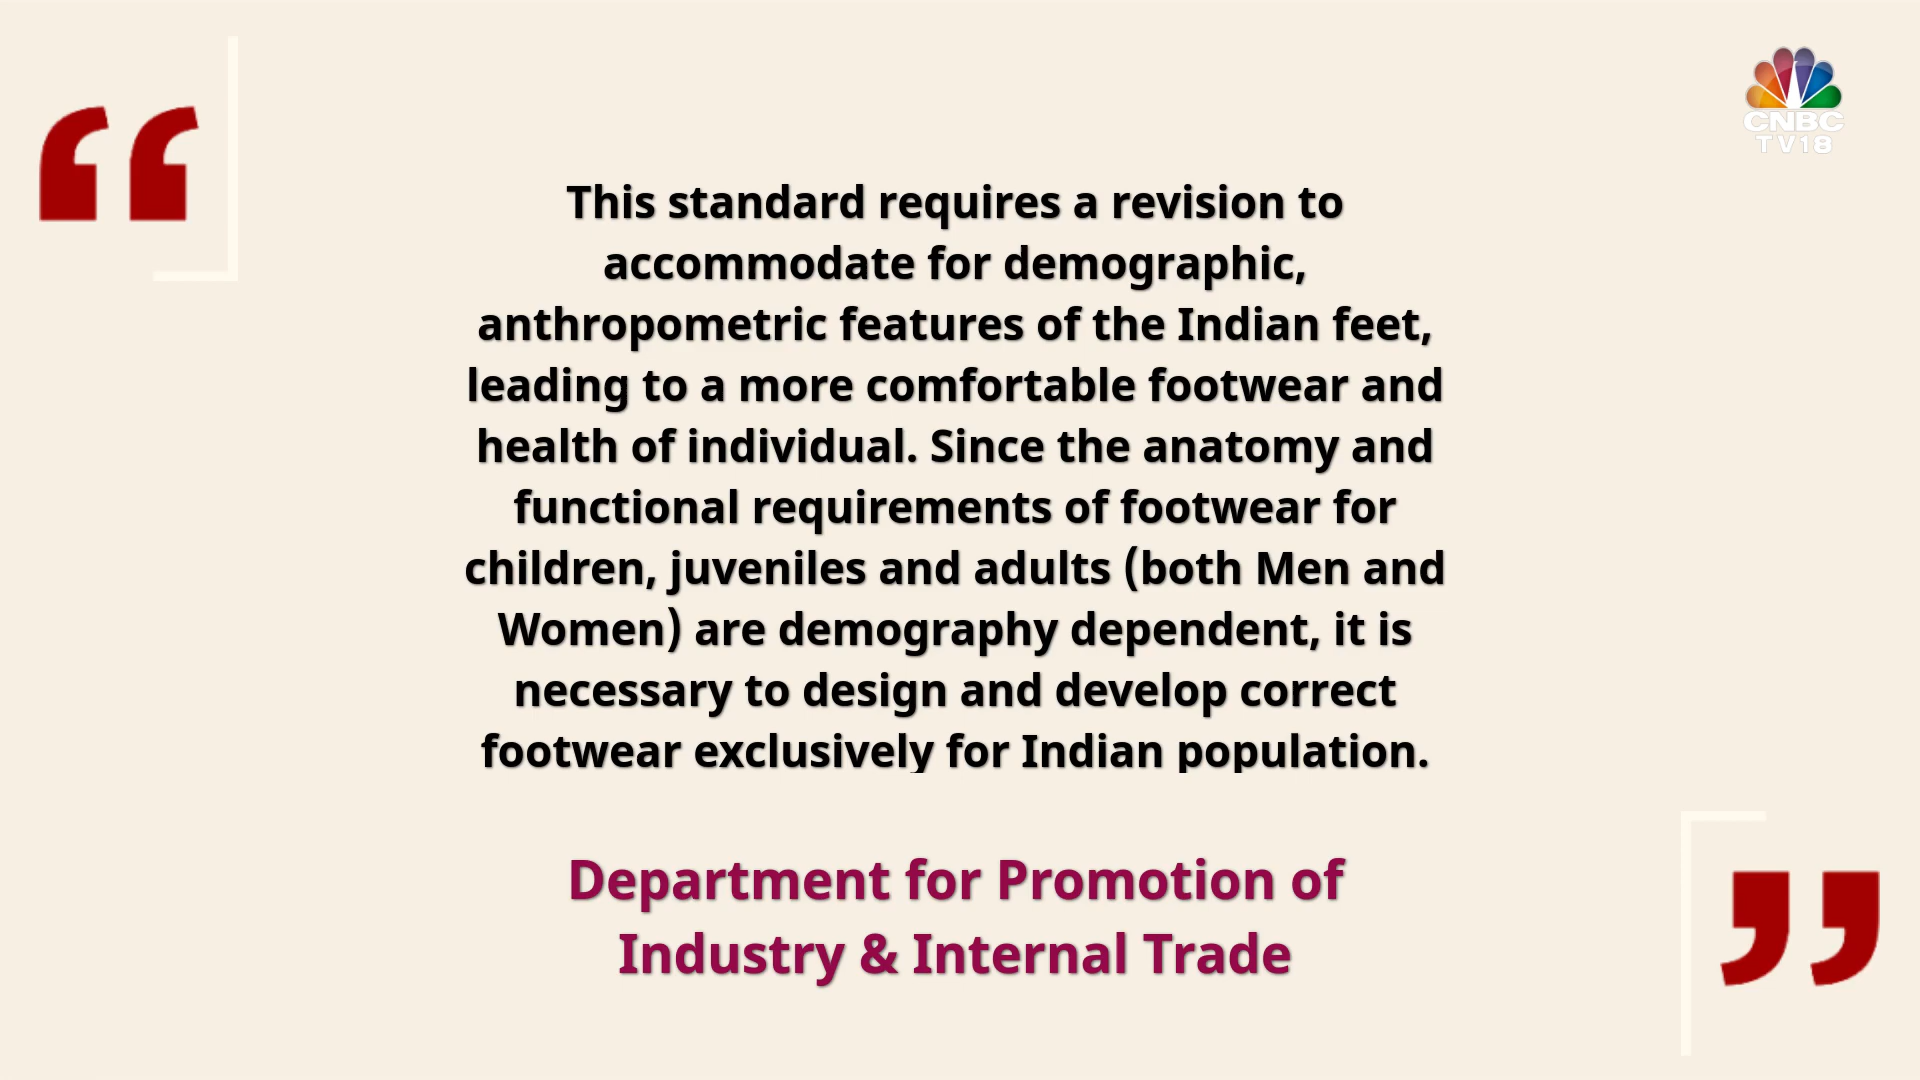 CNBC
TV18
This standard requires a revision to
accommodate for demographic,
anthropometric features of the Indian feet,
leading to a more comfortable footwear and
health of individual. Since the anatomy and
functional requirements of footwear for
children, juveniles and adults (both Men and
Women) are demography dependent, it is
necessary to design and develop correct
footwear exclusively for Indian population.
Department for Promotion of
Industry & Internal Trade